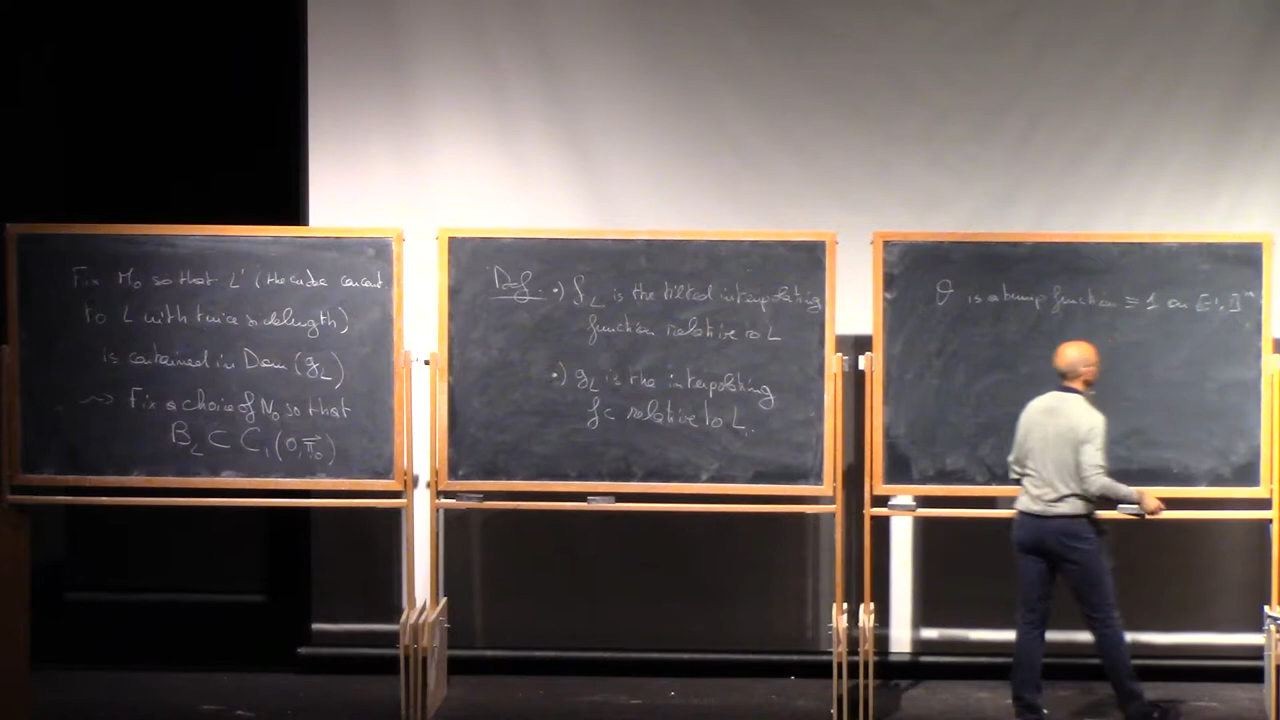 Fix M₀ so that L' (the cube concent.
to L with twice sidelength)
is contained in Dom (g_L)
~> Fix a choice of N₀ so that
B_L ⊂ C₁(0, π₀)
Def. •) f_L is the tilted interpolating
function relative to L
•) g_L is the interpolating
fc relative to L.
ϑ is a bump function ≡ 1 on [-1,1]^m